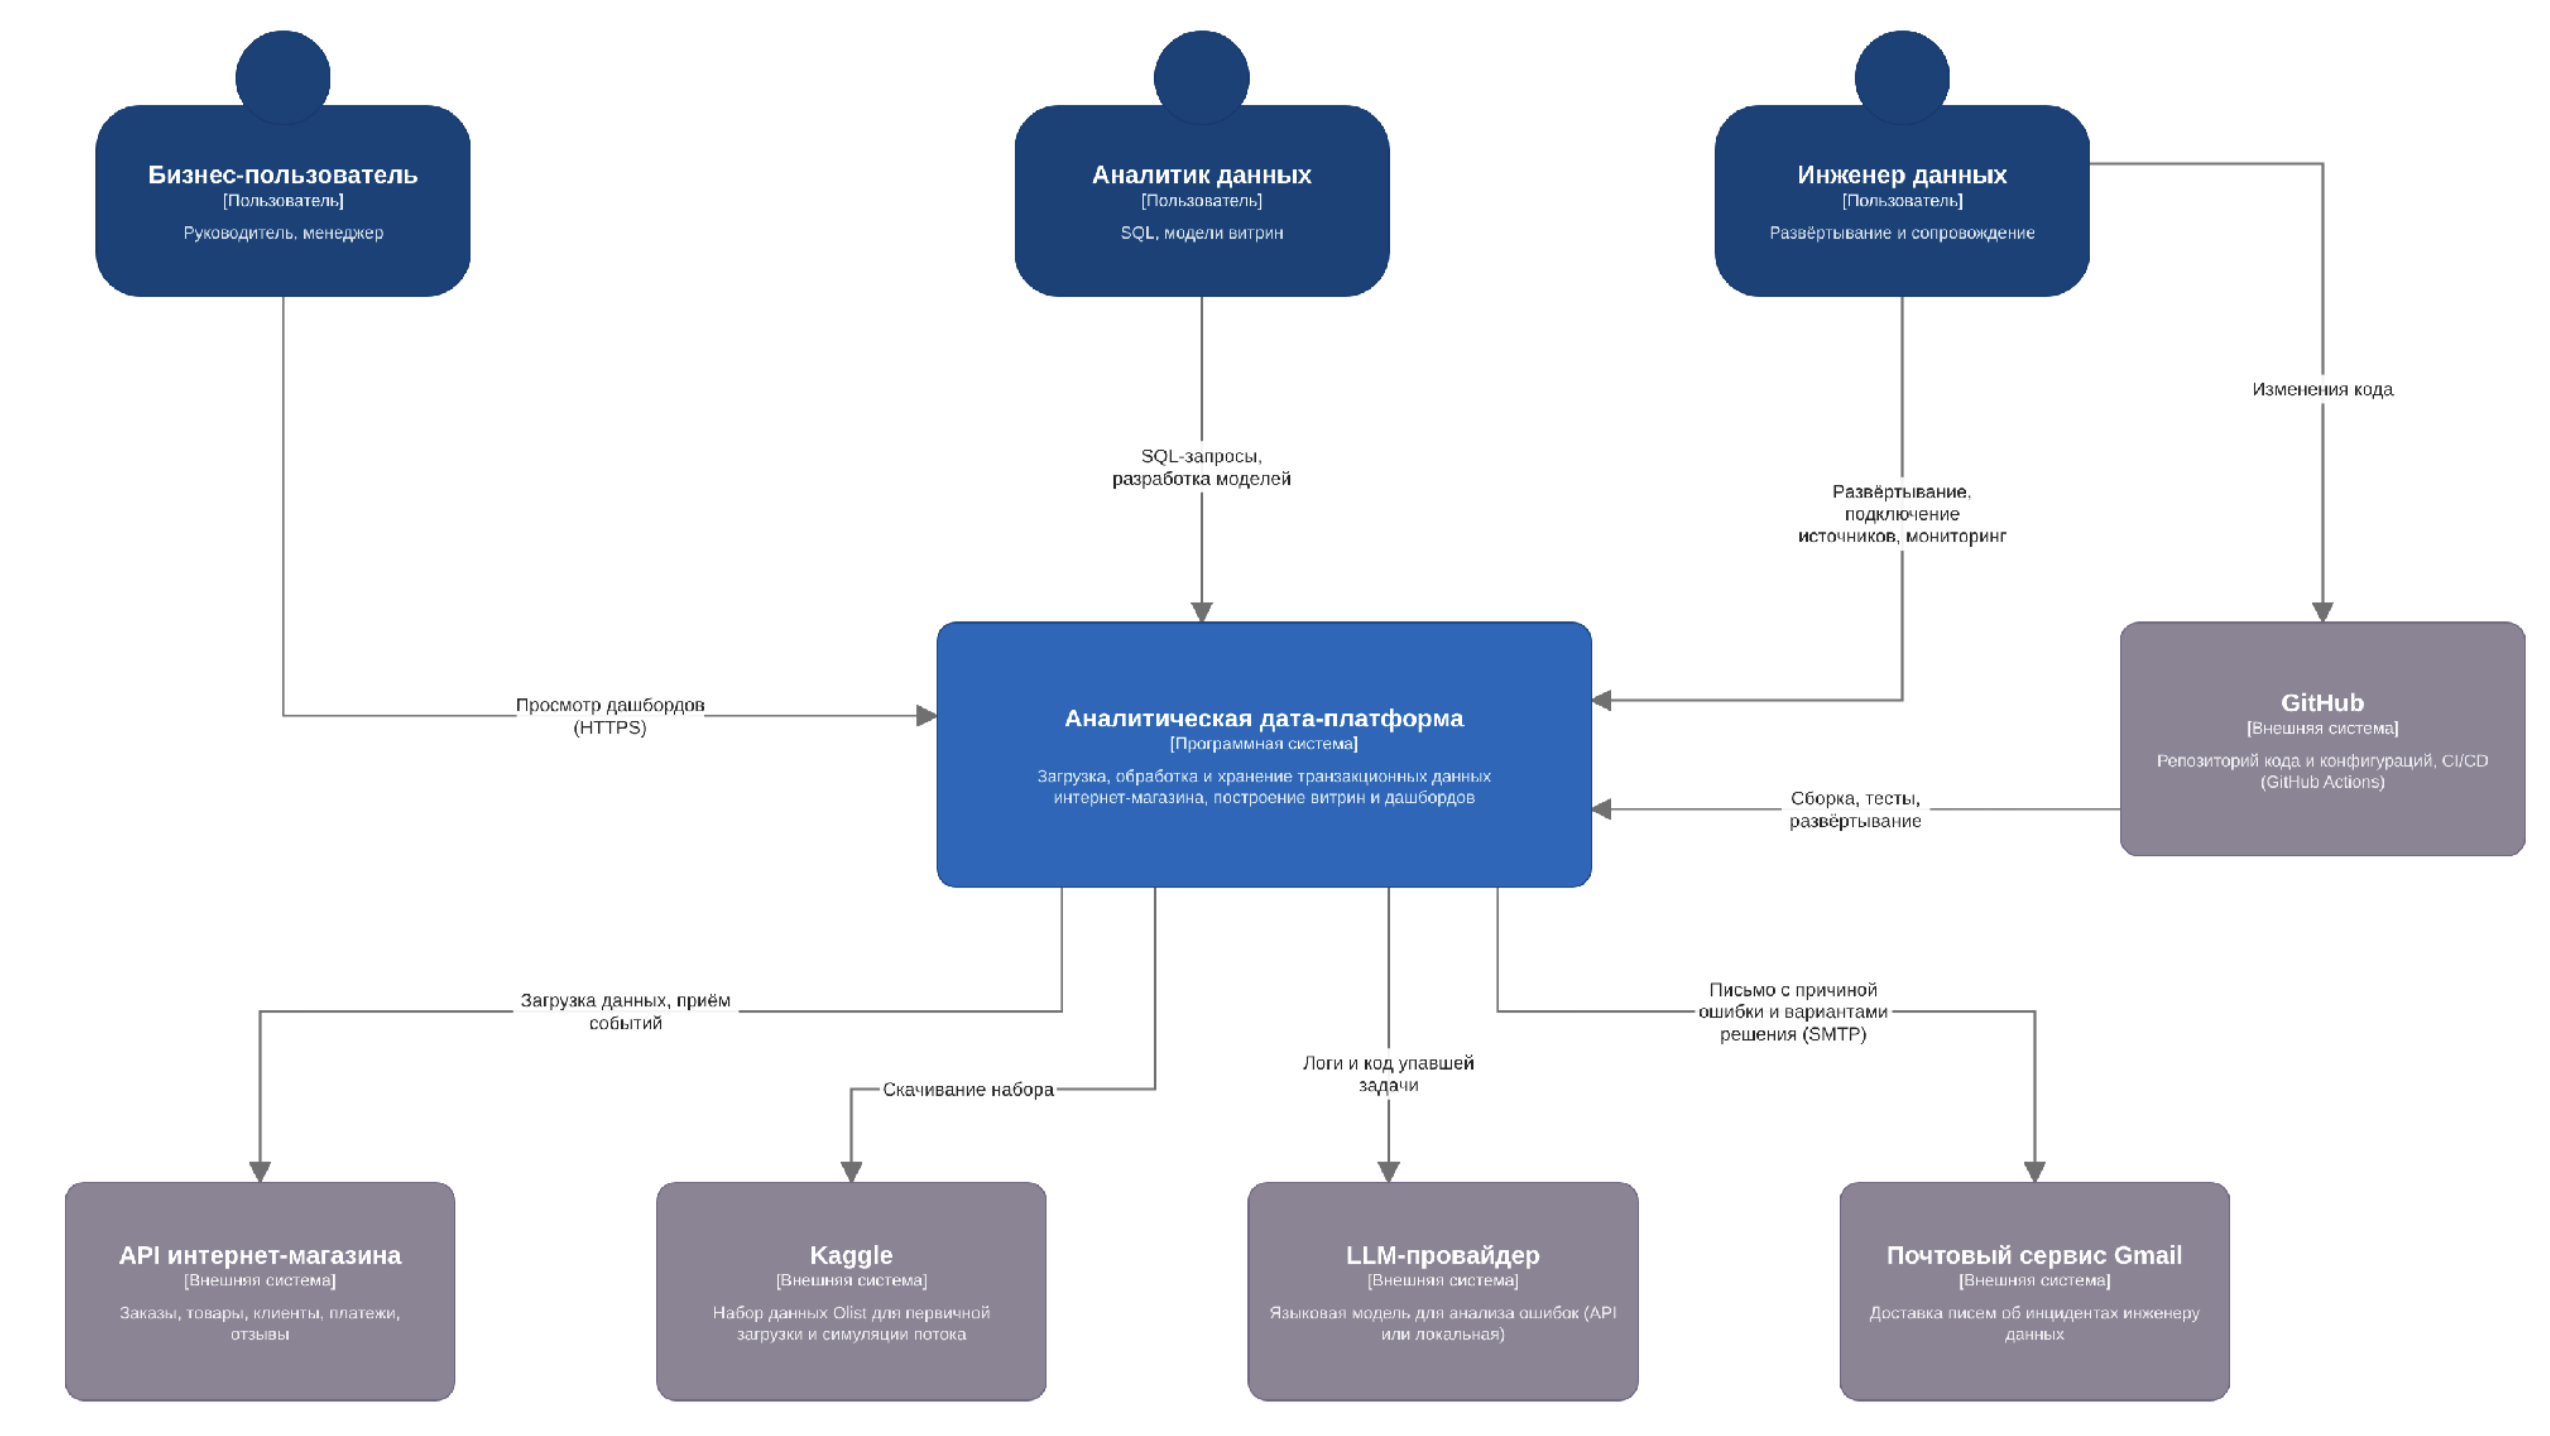 Бизнес-пользователь
[Пользователь]
Руководитель, менеджер
Аналитик данных
[Пользователь]
SQL, модели витрин
Инженер данных
[Пользователь]
Развёртывание и сопровождение
Изменения кода
SQL-запросы,
разработка моделей
Развёртывание,
подключение
источников, мониторинг
Просмотр дашбордов
(HTTPS)
Аналитическая дата-платформа
[Программная система]
Загрузка, обработка и хранение транзакционных данных
интернет-магазина, построение витрин и дашбордов
GitHub
[Внешняя система]
Репозиторий кода и конфигураций, CI/CD
(GitHub Actions)
Сборка, тесты,
развёртывание
Загрузка данных, приём
событий
Скачивание набора
Логи и код упавшей
задачи
Письмо с причиной
ошибки и вариантами
решения (SMTP)
API интернет-магазина
[Внешняя система]
Заказы, товары, клиенты, платежи,
отзывы
Kaggle
[Внешняя система]
Набор данных Olist для первичной
загрузки и симуляции потока
LLM-провайдер
[Внешняя система]
Языковая модель для анализа ошибок (API
или локальная)
Почтовый сервис Gmail
[Внешняя система]
Доставка писем об инцидентах инженеру
данных